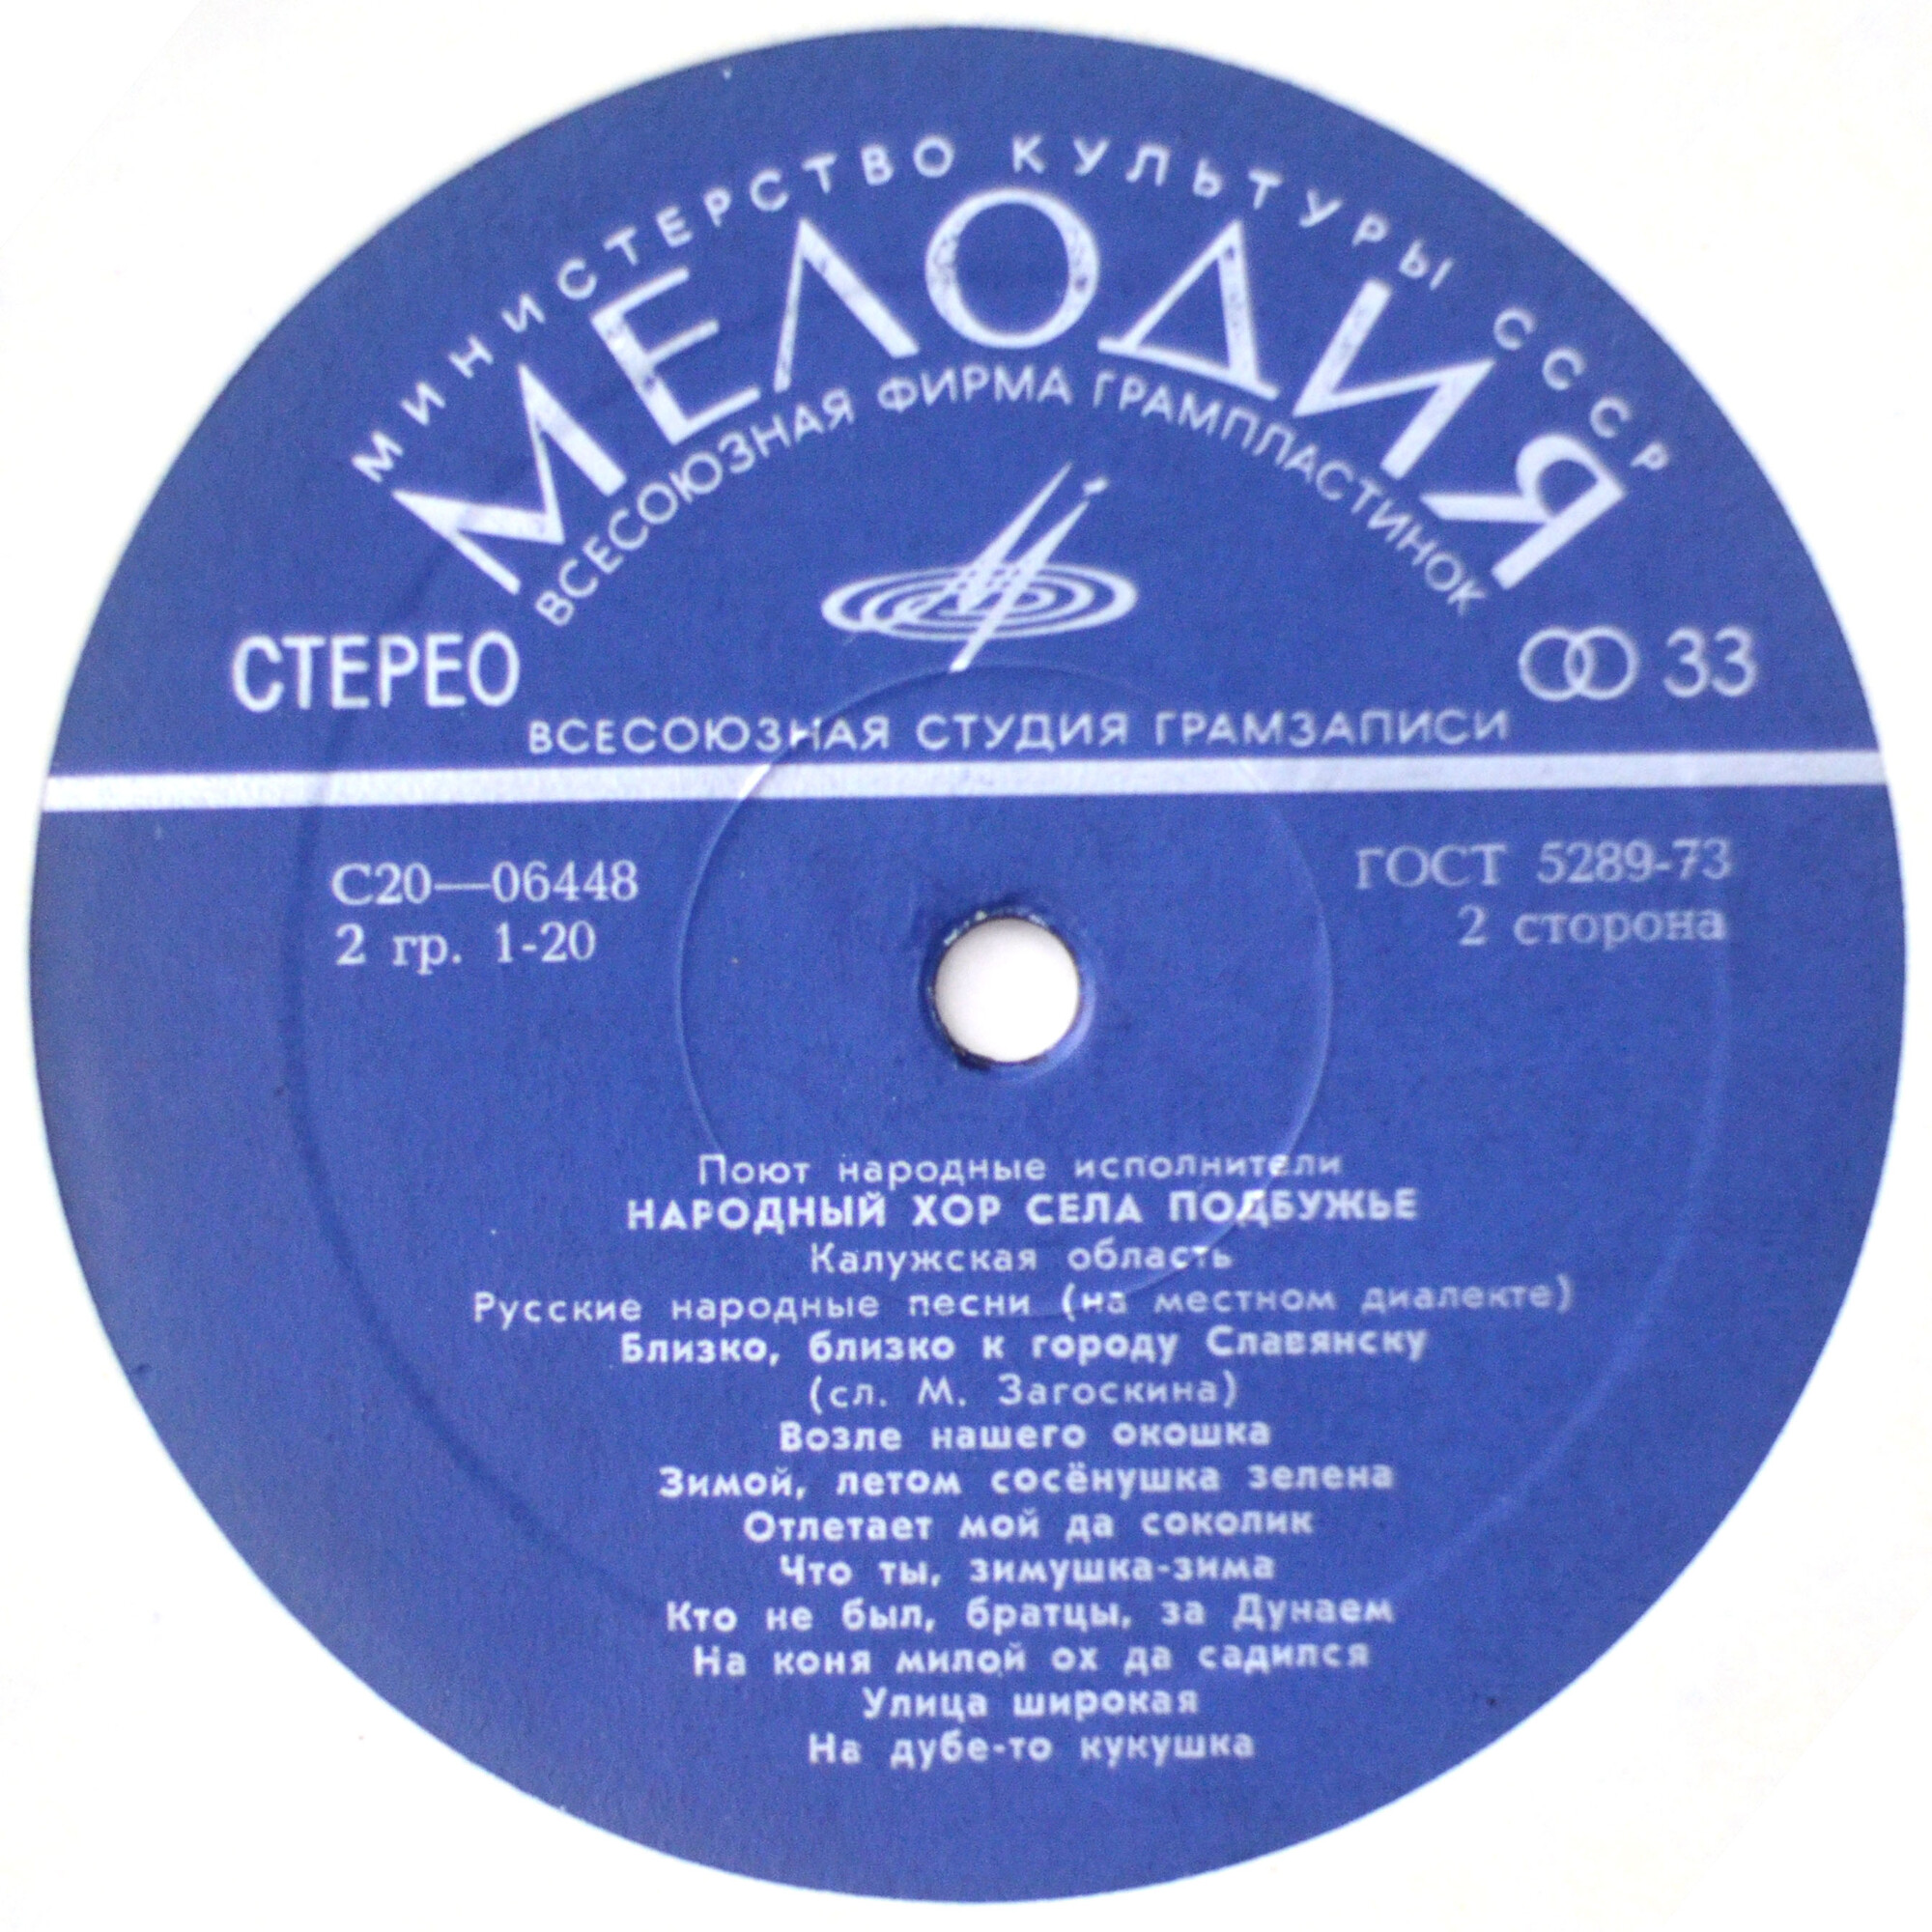 МИНИСТЕРСТВО КУЛЬТУРЫ СССР
МЕЛОДИЯ
ВСЕСОЮЗНАЯ ФИРМА ГРАМПЛАСТИНОК
СТЕРЕО
33
ВСЕСОЮЗНАЯ СТУДИЯ ГРАМЗАПИСИ
С20—06448
ГОСТ 5289-73
2 гр. 1-20
2 сторона
Поют народные исполнители
НАРОДНЫЙ ХОР СЕЛА ПОДБУЖЬЕ
Калужская область
Русские народные песни (на местном диалекте)
Близко, близко к городу Славянску
(сл. М. Загоскина)
Возле нашего окошка
Зимой, летом сосёнушка зелена
Отлетает мой да соколик
Что ты, зимушка-зима
Кто не был, братцы, за Дунаем
На коня милой ох да садился
Улица широкая
На дубе-то кукушка